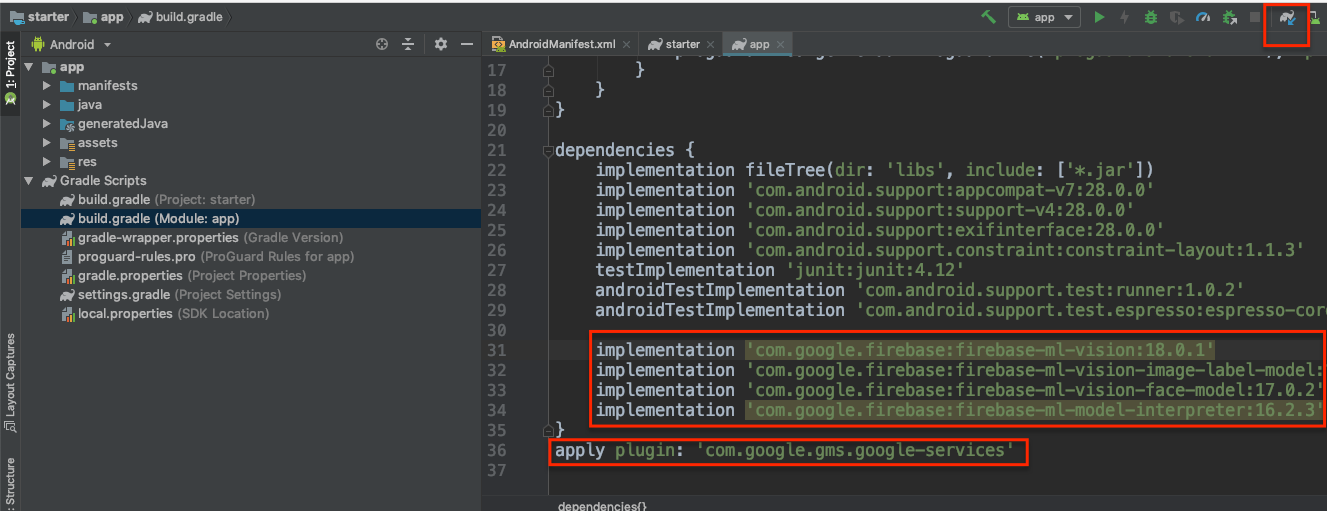 starter app build.gradle
app
1: Project
Android
AndroidManifest.xml starter app
app
manifests
java
generatedJava
assets
res
Gradle Scripts
build.gradle (Project: starter)
build.gradle (Module: app)
gradle-wrapper.properties (Gradle Version)
proguard-rules.pro (ProGuard Rules for app)
gradle.properties (Project Properties)
settings.gradle (Project Settings)
local.properties (SDK Location)
Layout Captures
: Structure
17 }
18 }
19 }
20
21 dependencies {
22 implementation fileTree(dir: 'libs', include: ['*.jar'])
23 implementation 'com.android.support:appcompat-v7:28.0.0'
24 implementation 'com.android.support:support-v4:28.0.0'
25 implementation 'com.android.support:exifinterface:28.0.0'
26 implementation 'com.android.support.constraint:constraint-layout:1.1.3'
27 testImplementation 'junit:junit:4.12'
28 androidTestImplementation 'com.android.support.test:runner:1.0.2'
29 androidTestImplementation 'com.android.support.test.espresso:espresso-cor
30
31 implementation 'com.google.firebase:firebase-ml-vision:18.0.1'
32 implementation 'com.google.firebase:firebase-ml-vision-image-label-model:
33 implementation 'com.google.firebase:firebase-ml-vision-face-model:17.0.2'
34 implementation 'com.google.firebase:firebase-ml-model-interpreter:16.2.3'
35 }
36 apply plugin: 'com.google.gms.google-services'
37
dependencies{}